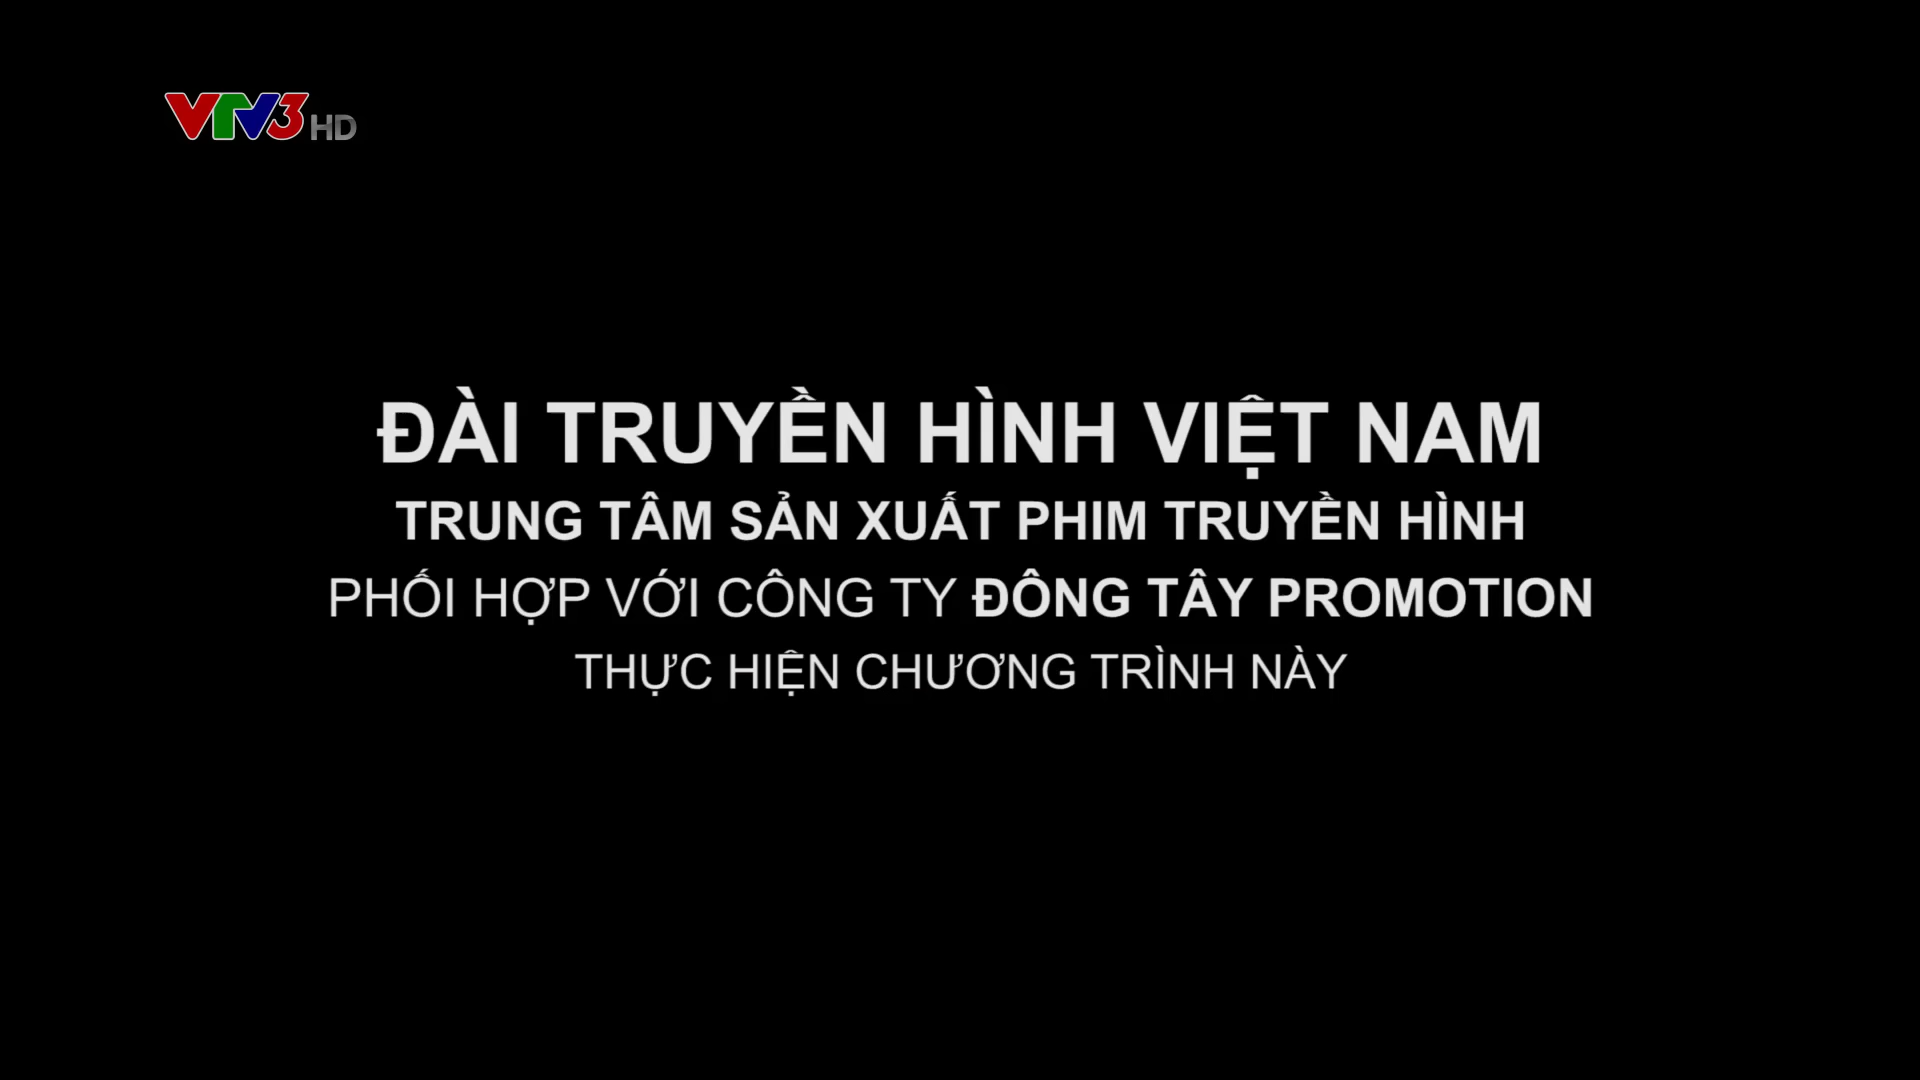 VTV3 HD
ĐÀI TRUYỀN HÌNH VIỆT NAM
TRUNG TÂM SẢN XUẤT PHIM TRUYỀN HÌNH
PHỐI HỢP VỚI CÔNG TY ĐÔNG TÂY PROMOTION
THỰC HIỆN CHƯƠNG TRÌNH NÀY